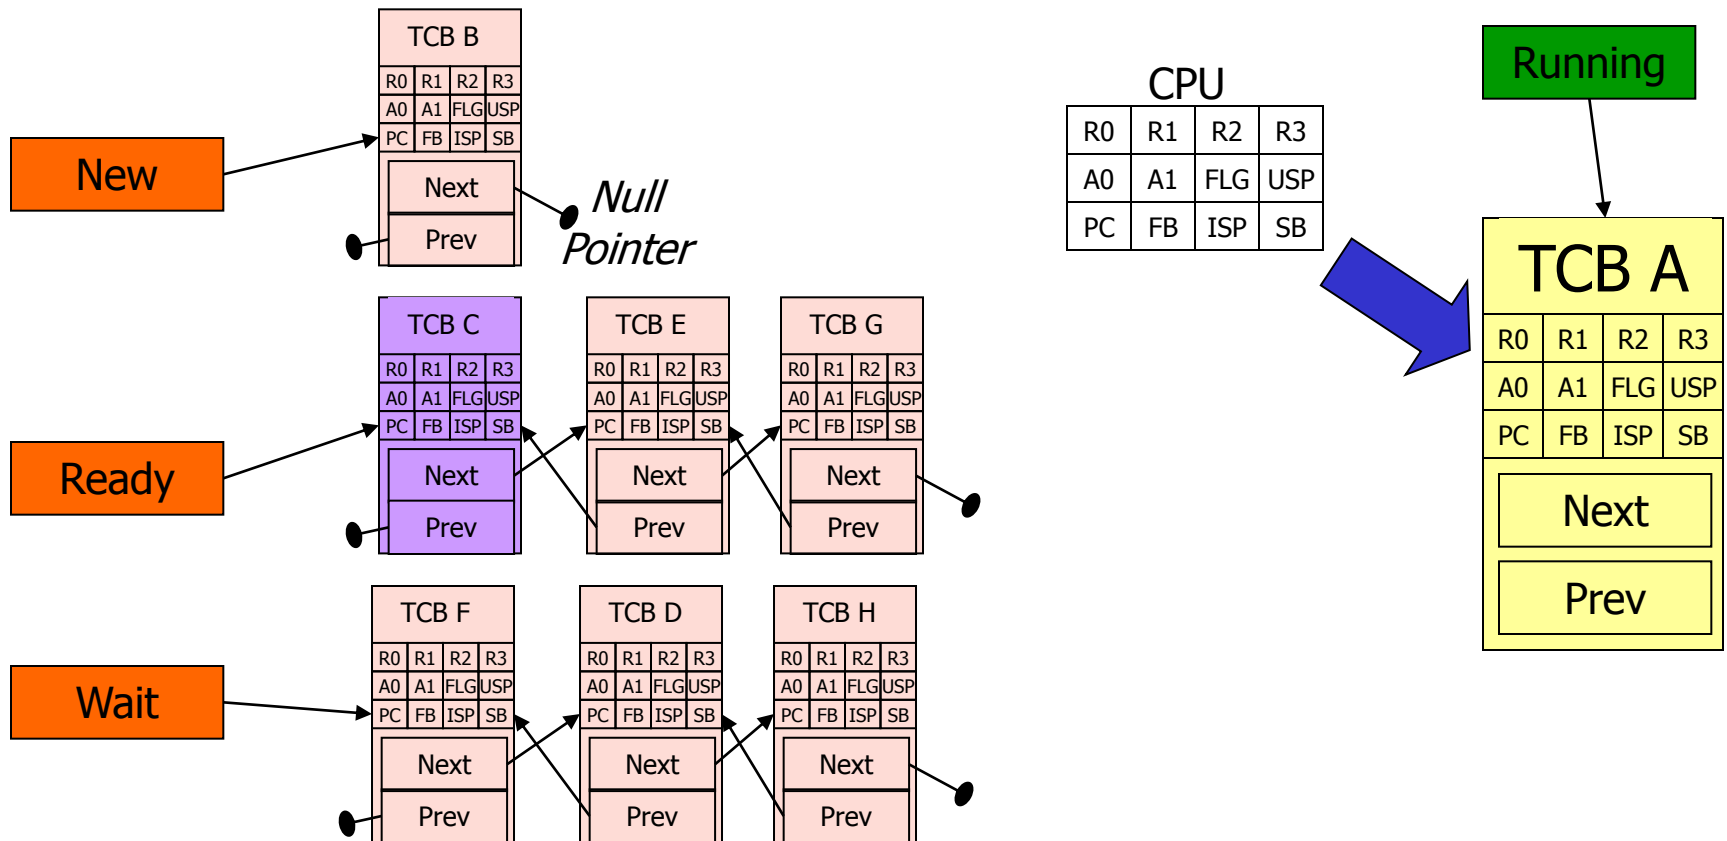 New
TCB B
R0 R1 R2 R3
A0 A1 FLG USP
PC FB ISP SB
Next
Prev
Null
Pointer
CPU
R0 R1 R2 R3
A0 A1 FLG USP
PC FB ISP SB
Running
TCB A
R0 R1 R2 R3
A0 A1 FLG USP
PC FB ISP SB
Next
Prev
Ready
TCB C
R0 R1 R2 R3
A0 A1 FLG USP
PC FB ISP SB
Next
Prev
TCB E
R0 R1 R2 R3
A0 A1 FLG USP
PC FB ISP SB
Next
Prev
TCB G
R0 R1 R2 R3
A0 A1 FLG USP
PC FB ISP SB
Next
Prev
Wait
TCB F
R0 R1 R2 R3
A0 A1 FLG USP
PC FB ISP SB
Next
Prev
TCB D
R0 R1 R2 R3
A0 A1 FLG USP
PC FB ISP SB
Next
Prev
TCB H
R0 R1 R2 R3
A0 A1 FLG USP
PC FB ISP SB
Next
Prev